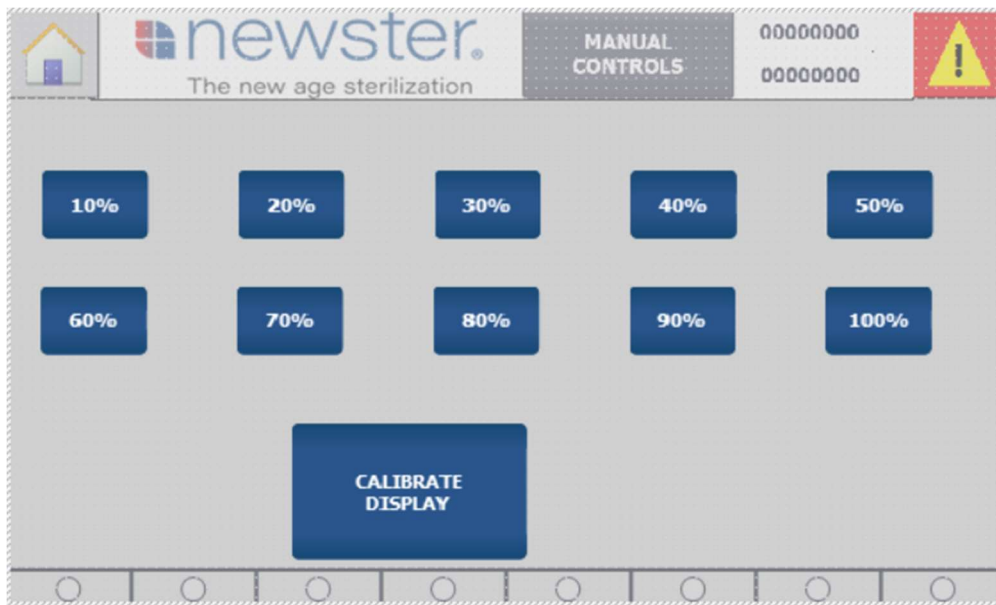 newster®
The new age sterilization
MANUAL
CONTROLS
00000000
00000000
!
10%
20%
30%
40%
50%
60%
70%
80%
90%
100%
CALIBRATE
DISPLAY